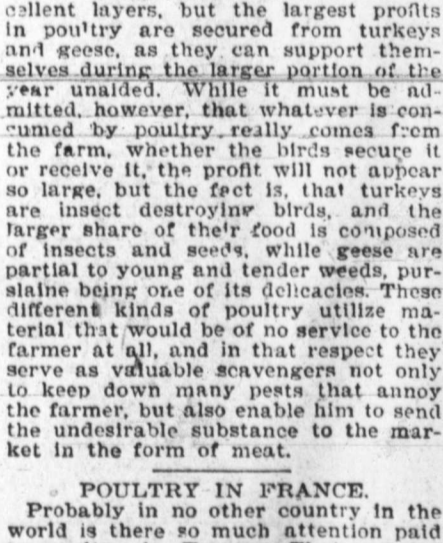 cellent layers, but the largest profits
in poultry are secured from turkeys
and geese, as they can support them-
selves during the larger portion of the
year unaided. While it must be ad-
mitted, however, that whatever is con-
sumed by poultry really comes from
the farm, whether the birds secure it
or receive it, the profit will not appear
so large, but the fact is, that turkeys
are insect destroying birds, and the
larger share of their food is composed
of insects and seeds, while geese are
partial to young and tender weeds, pur-
slaine being one of its delicacies. These
different kinds of poultry utilize ma-
terial that would be of no service to the
farmer at all, and in that respect they
serve as valuable scavengers not only
to keep down many pests that annoy
the farmer, but also enable him to send
the undesirable substance to the mar-
ket in the form of meat.
POULTRY IN FRANCE.
Probably in no other country in the
world is there so much attention paid